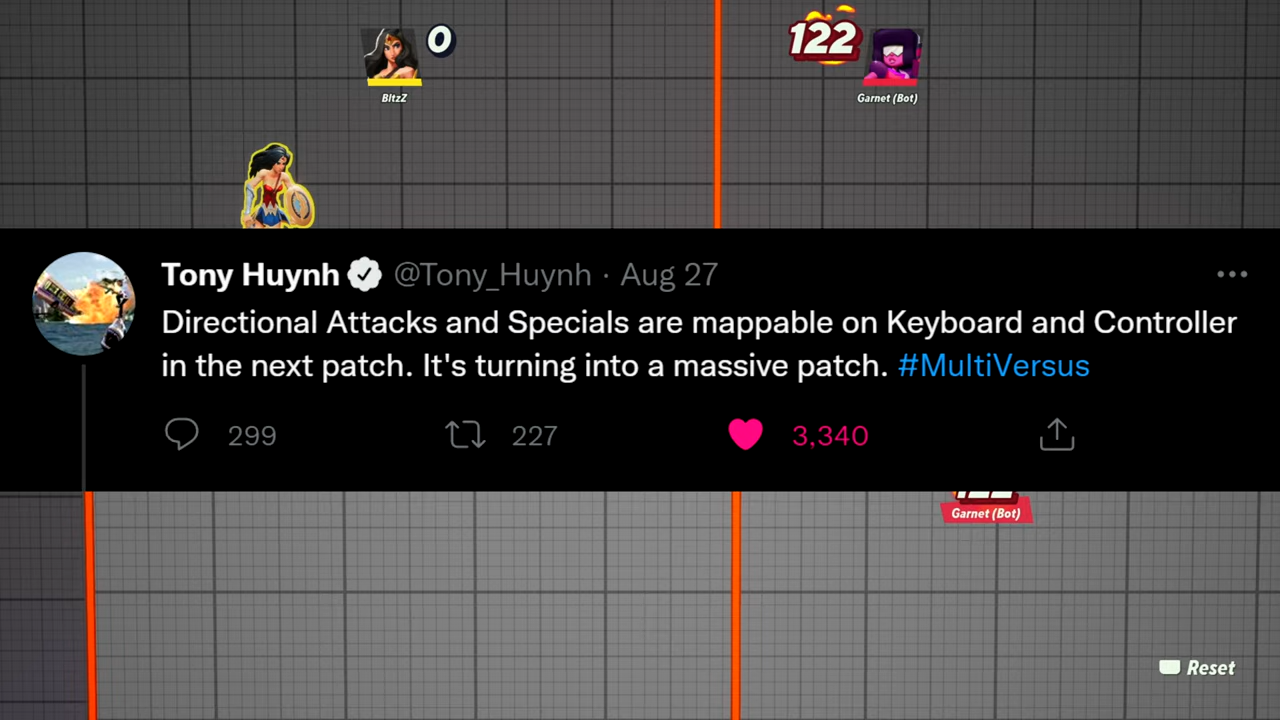 0
122
BltzZ
Garnet (Bot)
Tony Huynh @Tony_Huynh · Aug 27
Directional Attacks and Specials are mappable on Keyboard and Controller
in the next patch. It's turning into a massive patch. #MultiVersus
299 227 3,340
Garnet (Bot)
Reset